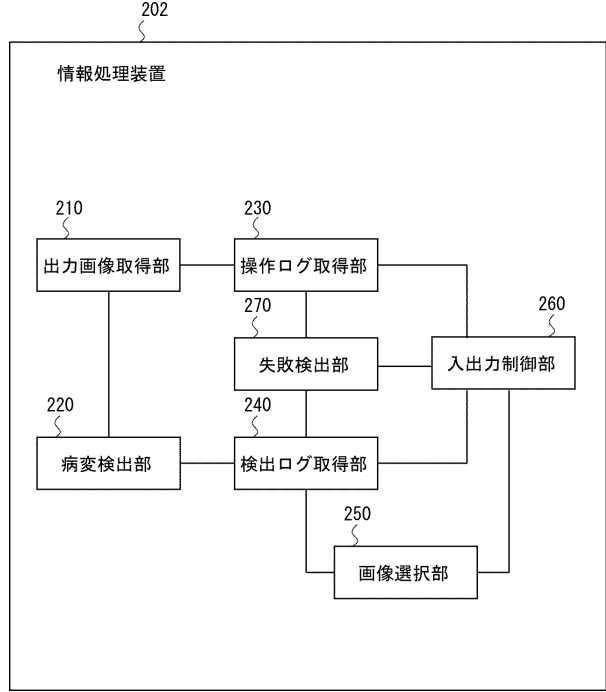 202
情報処理装置
210
出力画像取得部
230
操作ログ取得部
270
失敗検出部
260
入出力制御部
220
病変検出部
240
検出ログ取得部
250
画像選択部